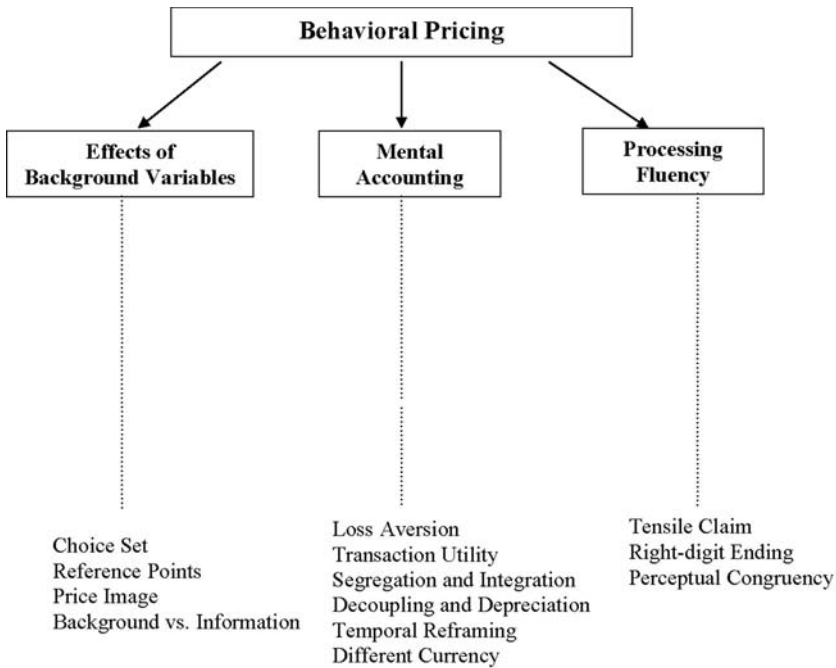 Behavioral Pricing
Effects of
Background Variables
Mental
Accounting
Processing
Fluency
Choice Set
Reference Points
Price Image
Background vs. Information
Loss Aversion
Transaction Utility
Segregation and Integration
Decoupling and Depreciation
Temporal Reframing
Different Currency
Tensile Claim
Right-digit Ending
Perceptual Congruency